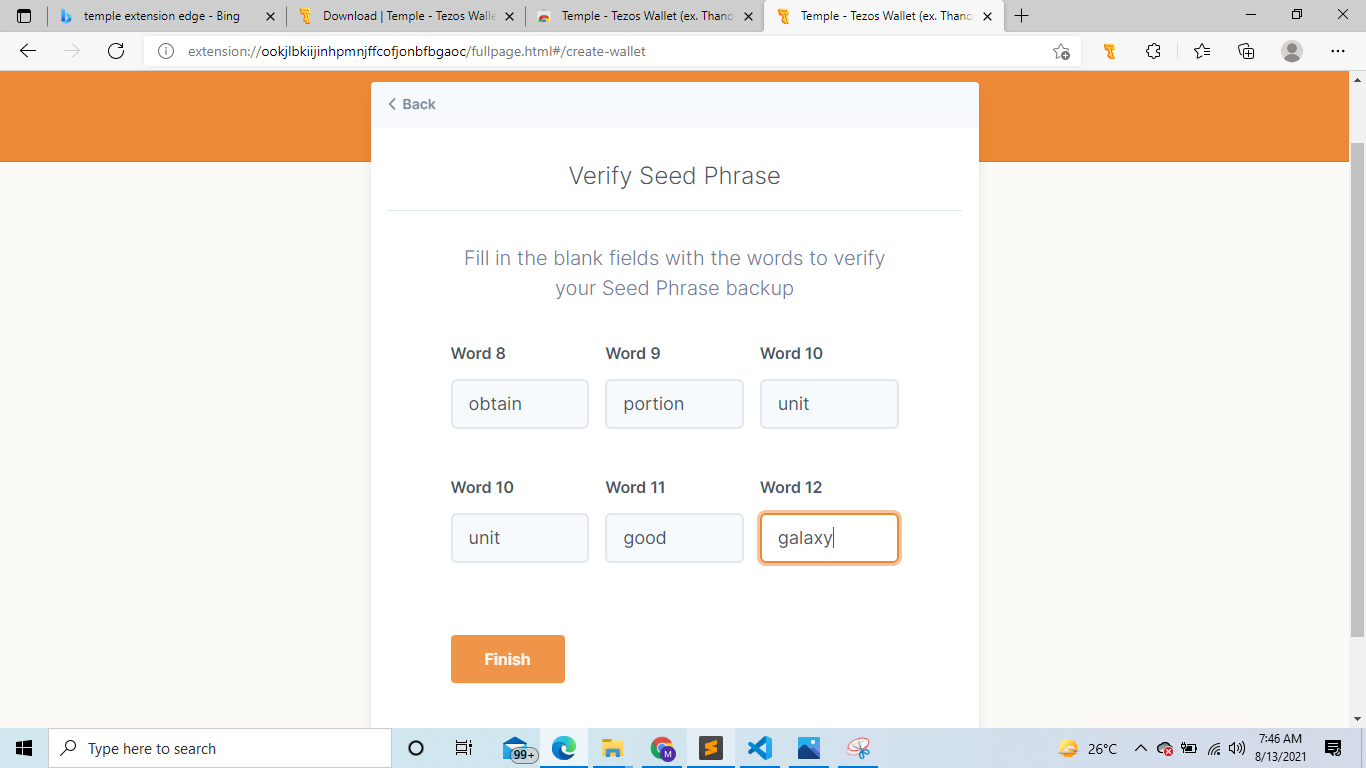 temple extension edge - Bing
Download | Temple - Tezos Walle
Temple - Tezos Wallet (ex. Thano
Temple - Tezos Wallet (ex. Thano
extension://ookjlbkiijinhpmnjffcofjonbfbgaoc/fullpage.html#/create-wallet
Back
Verify Seed Phrase
Fill in the blank fields with the words to verify
your Seed Phrase backup
Word 8 Word 9 Word 10
obtain portion unit
Word 10 Word 11 Word 12
unit good galaxy
Finish
Type here to search
99+
M
26°C
7:46 AM
8/13/2021